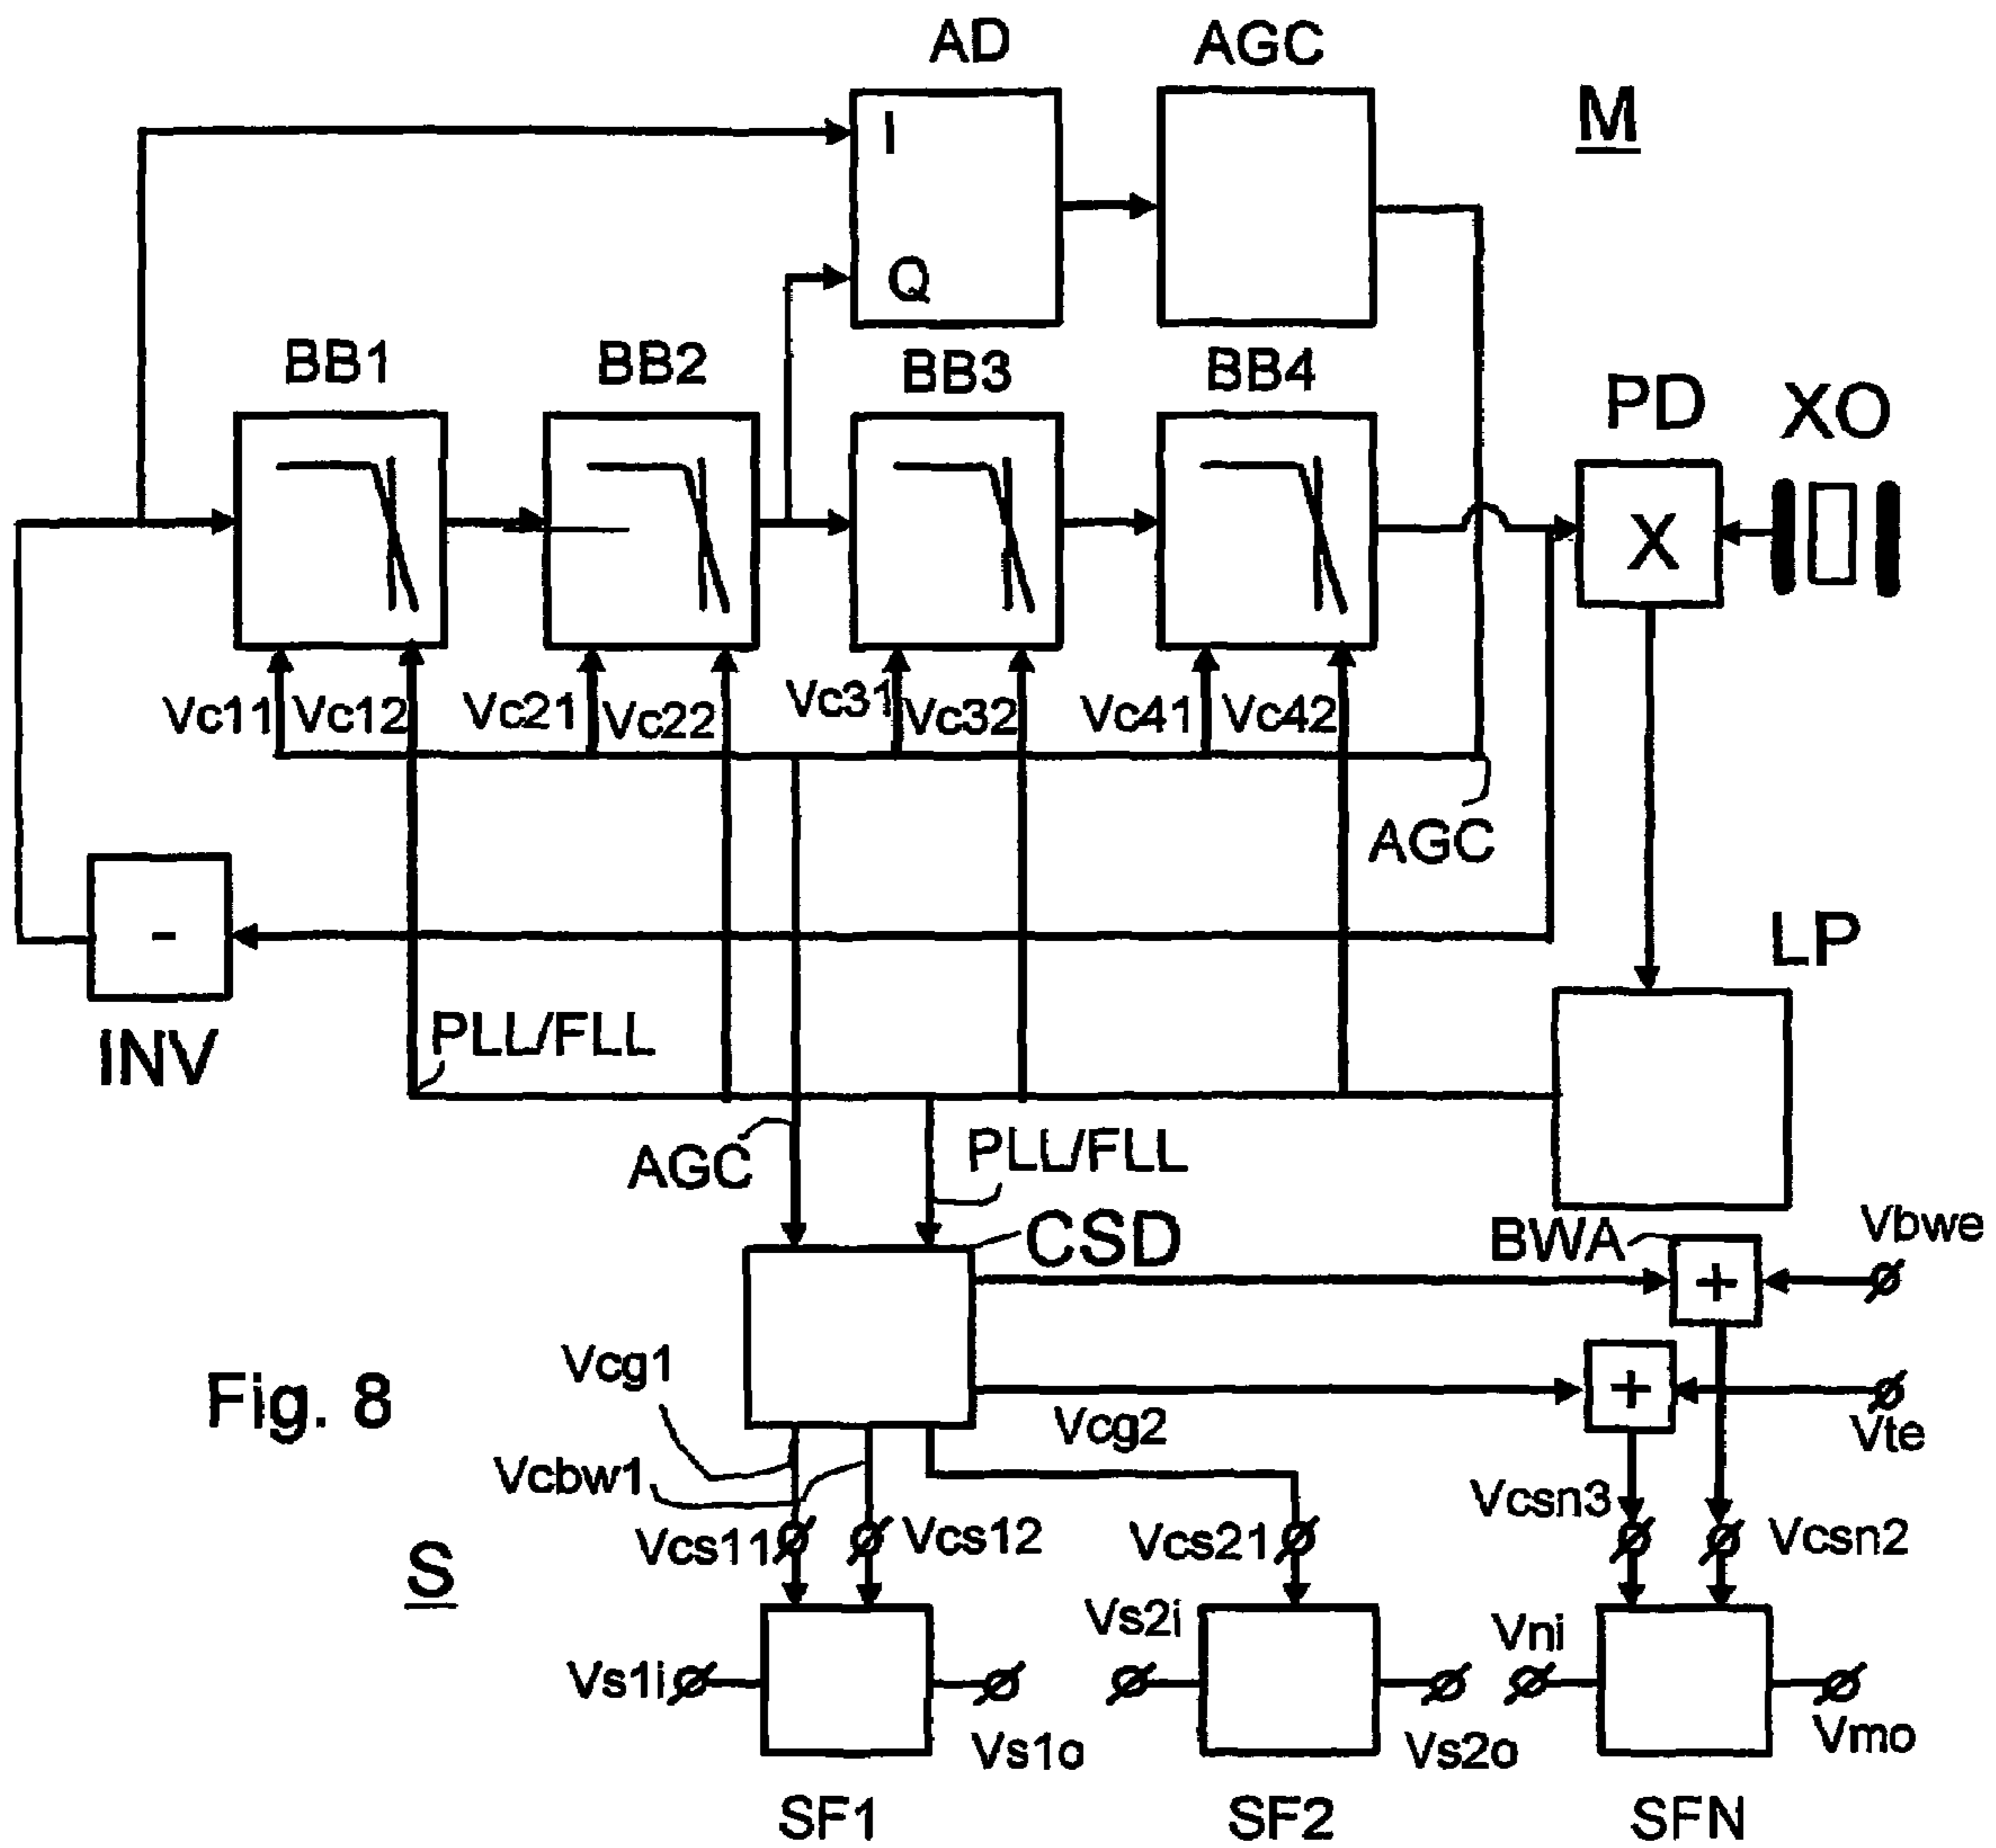 AD
AGC
M
I
Q
BB1
BB2
BB3
BB4
PD
XO
X
Vc11
Vc12
Vc21
Vc22
Vc31
Vc32
Vc41
Vc42
AGC
-
INV
LP
PLL/FLL
AGC
PLL/FLL
CSD
BWA
Vbwe
+
Vcg1
Fig. 8
+
Vcg2
Vte
Vcbw1
Vcsn3
Vcs11
Vcs12
Vcs21
Vcsn2
S
Vs2i
Vni
Vs1i
Vs1o
Vs2o
Vmo
SF1
SF2
SFN